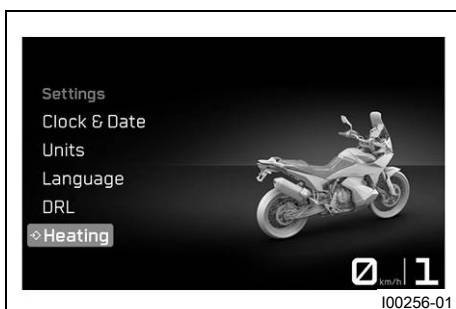 Settings
Clock & Date
Units
Language
DRL
Heating
0 km/h 1
I00256-01